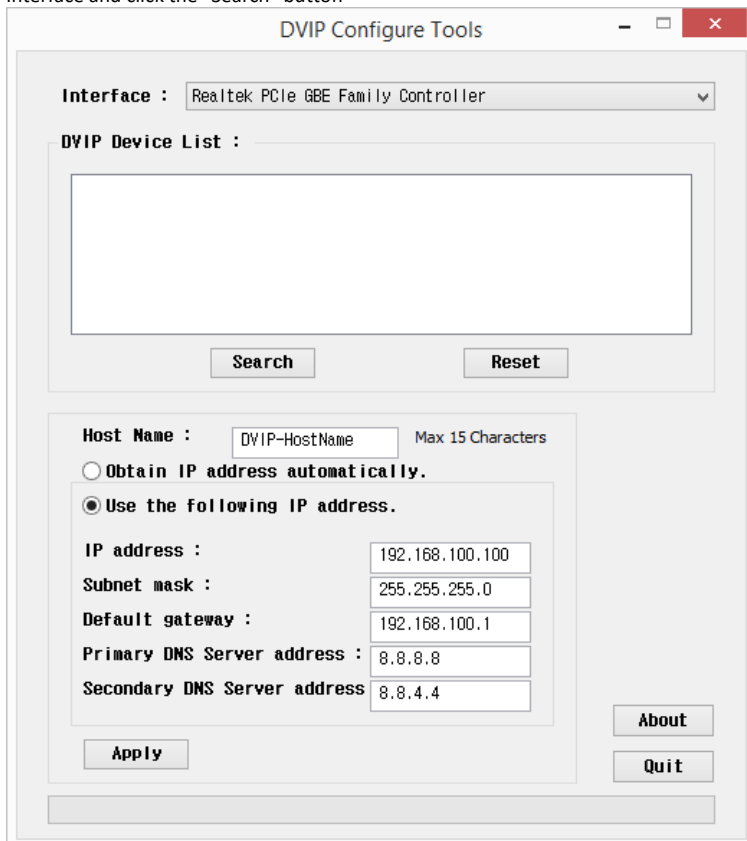 interface and click the "Search" button
DVIP Configure Tools
Interface : Realtek PCIe GBE Family Controller
DVIP Device List :
Search Reset
Host Name : DVIP-HostName Max 15 Characters
Obtain IP address automatically.
Use the following IP address.
IP address : 192.168.100.100
Subnet mask : 255.255.255.0
Default gateway : 192.168.100.1
Primary DNS Server address : 8.8.8.8
Secondary DNS Server address 8.8.4.4
About
Apply
Quit